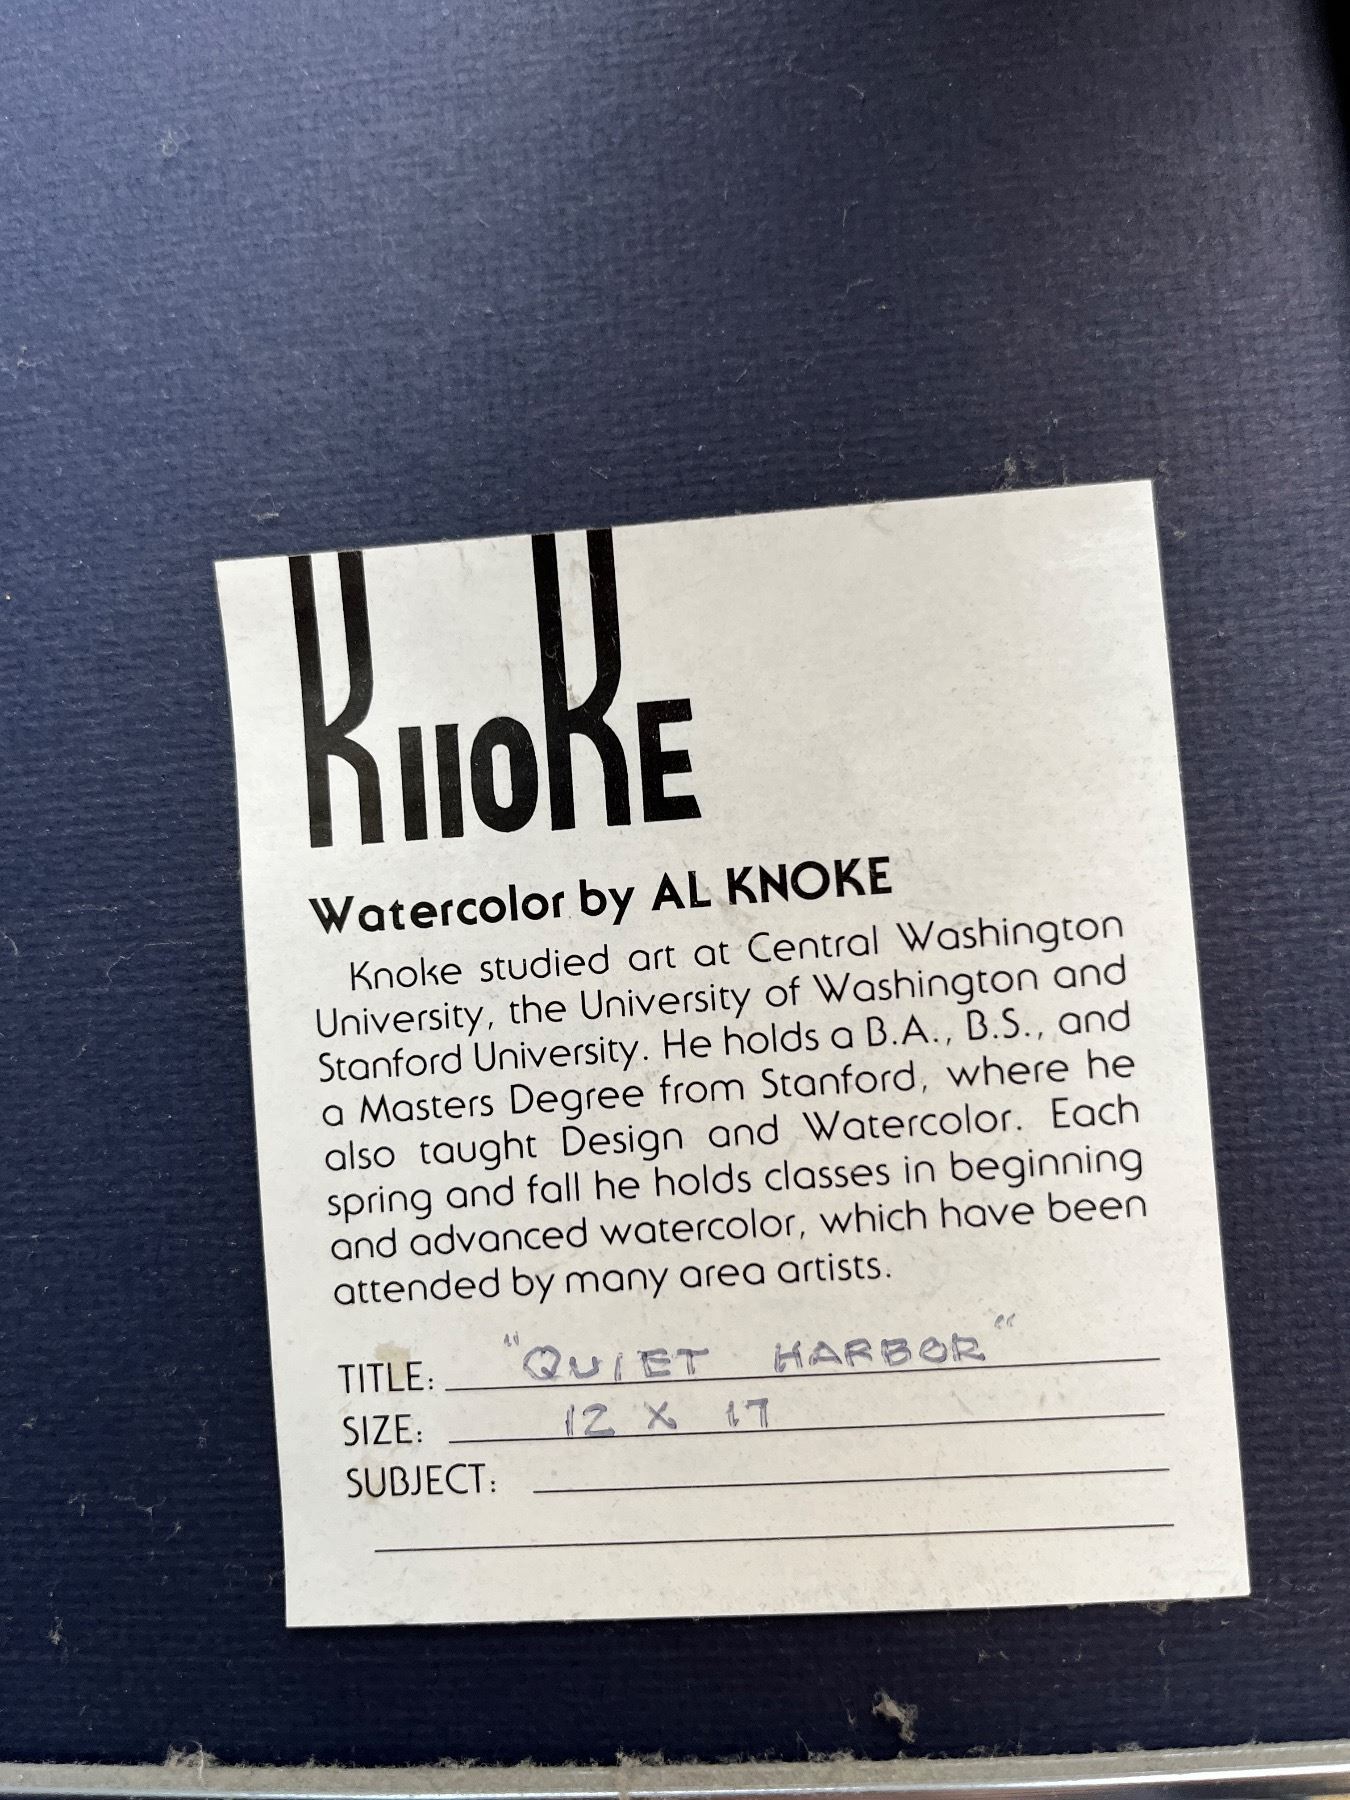 KNOKE
Watercolor by AL KNOKE
Knoke studied art at Central Washington
University, the University of Washington and
Stanford University. He holds a B.A., B.S., and
a Masters Degree from Stanford, where he
also taught Design and Watercolor. Each
spring and fall he holds classes in beginning
and advanced watercolor, which have been
attended by many area artists.
TITLE: "QUIET HARBOR"
SIZE: 12 X 17
SUBJECT: